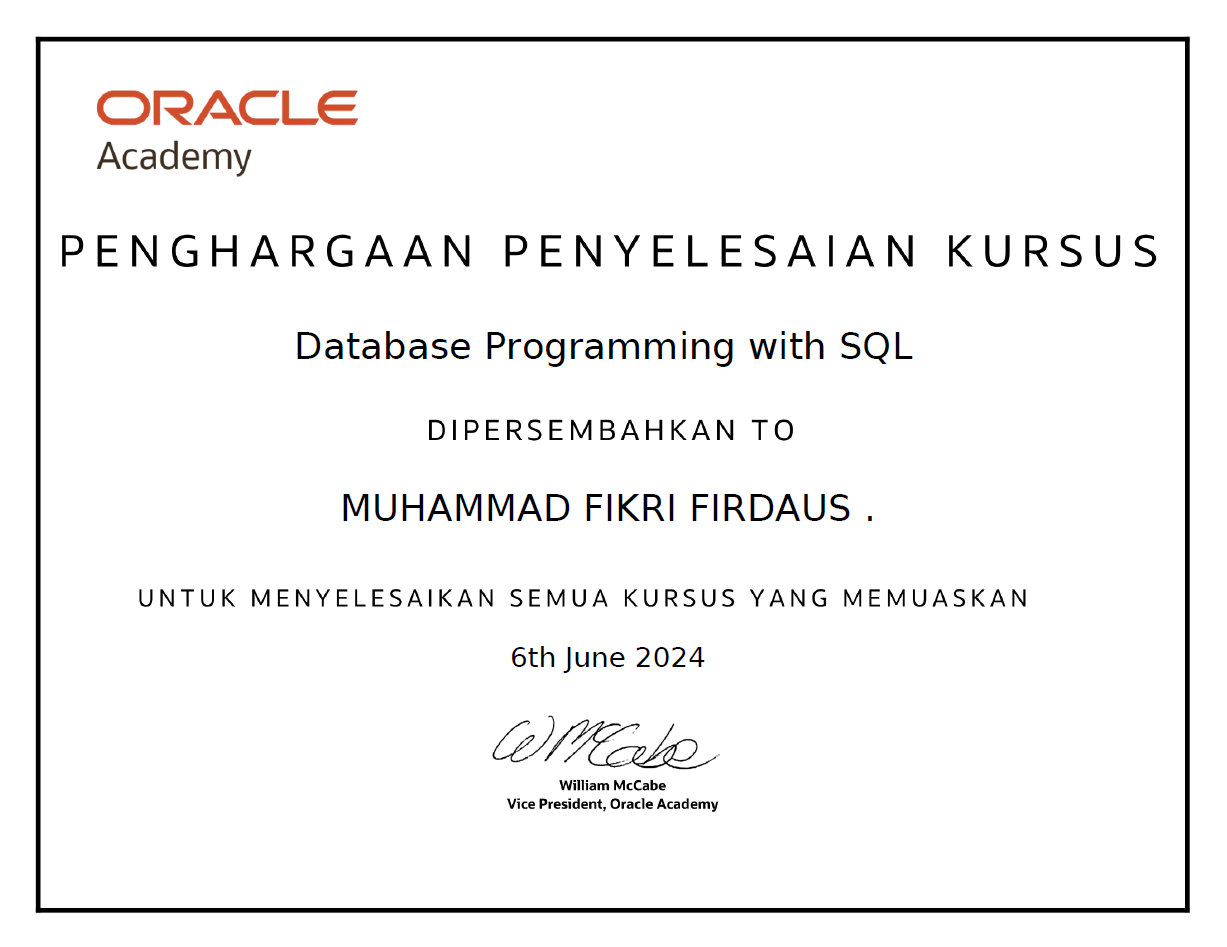 ORACLE
Academy
PENGHARGAAN PENYELESAIAN KURSUS
Database Programming with SQL
DIPERSEMBAHKAN TO
MUHAMMAD FIKRI FIRDAUS .
UNTUK MENYELESAIKAN SEMUA KURSUS YANG MEMUASKAN
6th June 2024
W McCabe
William McCabe
Vice President, Oracle Academy